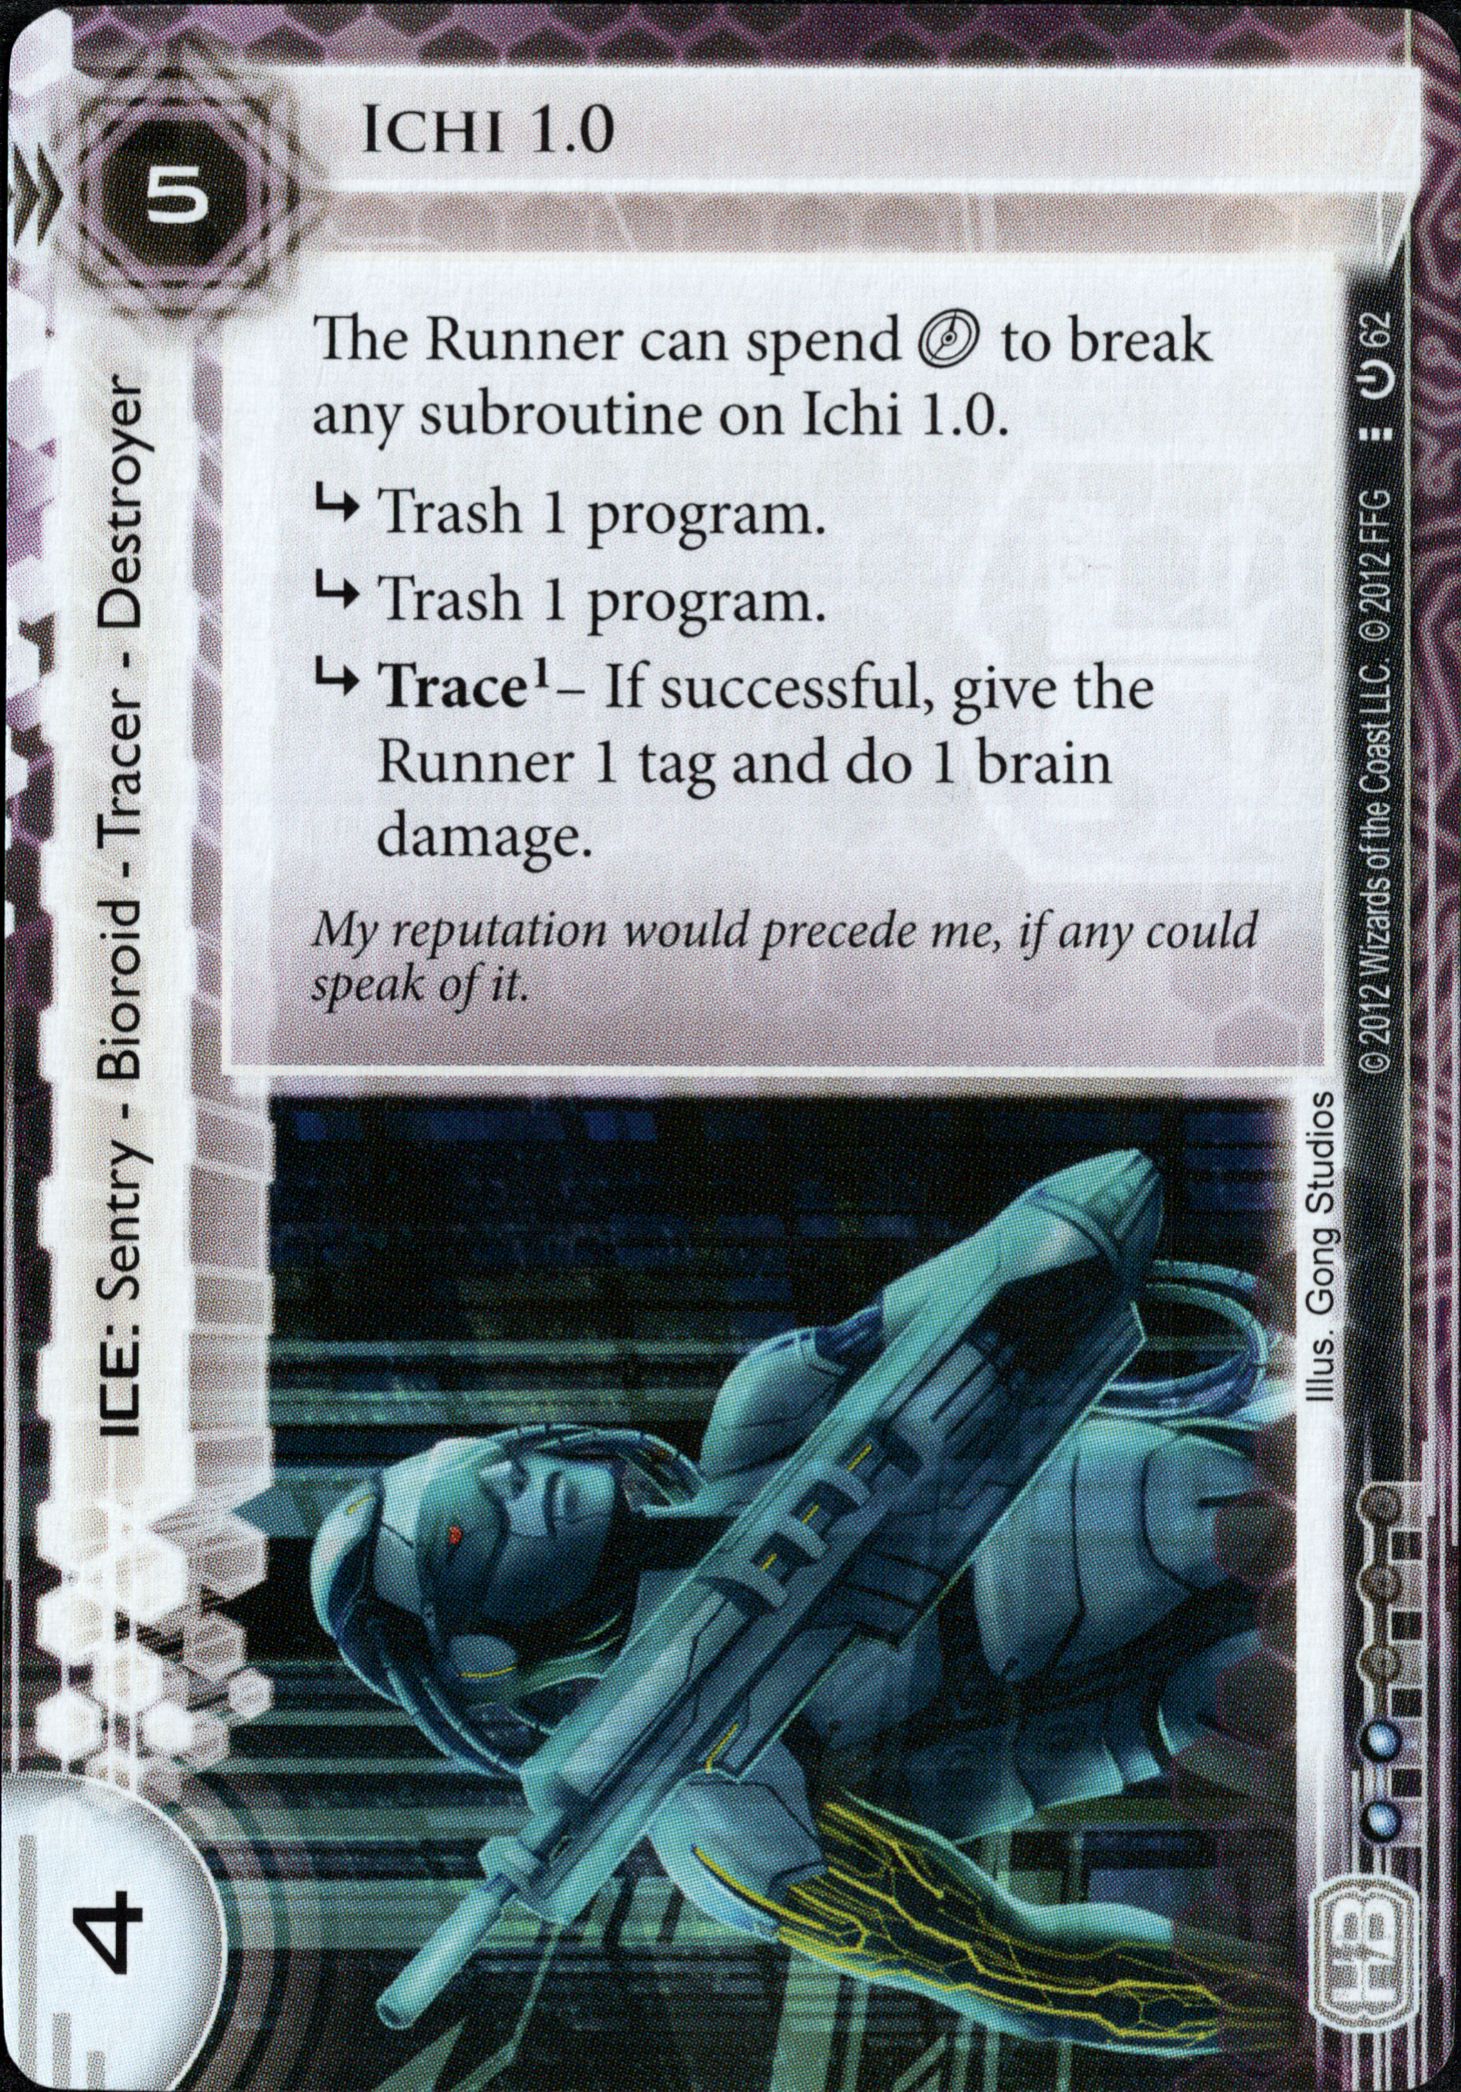 ICHI 1.0
5
The Runner can spend to break
any subroutine on Ichi 1.0.
Trash 1 program.
Trash 1 program.
Trace¹– If successful, give the
Runner 1 tag and do 1 brain
damage.
My reputation would precede me, if any could
speak of it.
ICE: Sentry - Bioroid - Tracer - Destroyer
4
Illus. Gong Studios
© 2012 Wizards of the Coast LLC. © 2012 FFG 62
HB